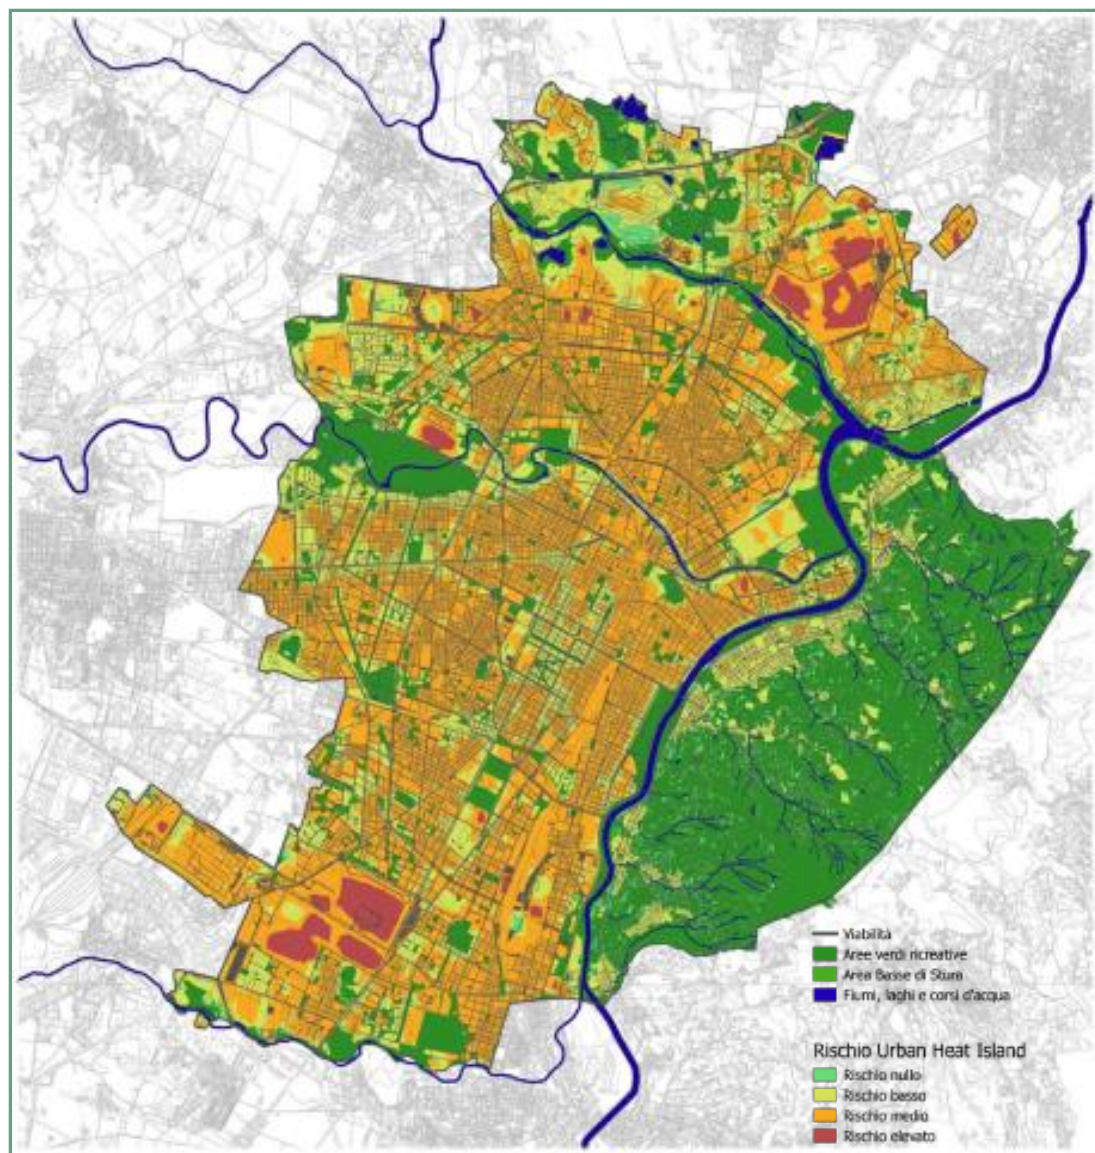 Viabilità
Aree verdi ricreative
Area Basse di Stura
Fiumi, laghi e corsi d'acqua
Rischio Urban Heat Island
Rischio nullo
Rischio basso
Rischio medio
Rischio elevato